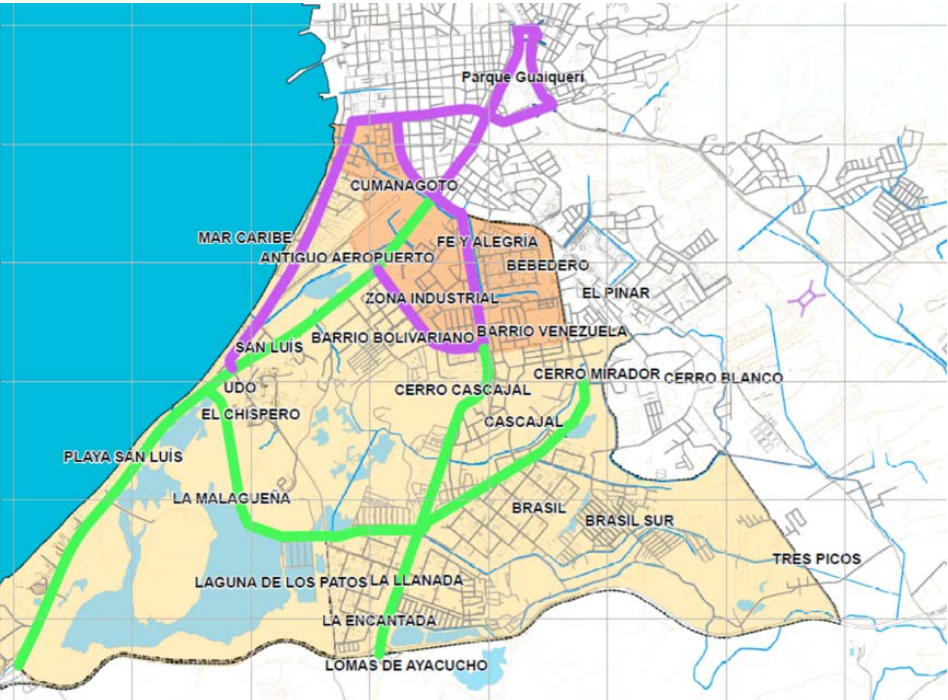 Parque Guaiqueri
CUMANAGOTO
MAR CARIBE
FE Y ALEGRÍA
ANTIGUO AEROPUERTO
BEBEDERO
EL PINAR
ZONA INDUSTRIAL
BARRIO VENEZUELA
BARRIO BOLIVARIANO
SAN LUÍS
CERRO MIRADOR
CERRO BLANCO
UDO
CERRO CASCAJAL
EL CHISPERO
CASCAJAL
PLAYA SAN LUÍS
LA MALAGUEÑA
BRASIL
BRASIL SUR
TRES PICOS
LAGUNA DE LOS PATOS
LA LLANADA
LA ENCANTADA
LOMAS DE AYACUCHO